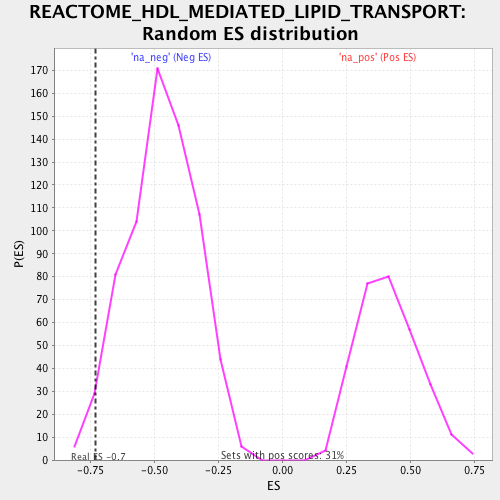 REACTOME_HDL_MEDIATED_LIPID_TRANSPORT:
Random ES distribution
'na_neg' (Neg ES) 'na_pos' (Pos ES)
170
160
150
140
130
120
110
100
90
80
70
60
50
40
30
20
10
0
P(ES)
Real ES -0.7 Sets with pos scores: 31%
-0.75 -0.50 -0.25 0.00 0.25 0.50 0.75
ES